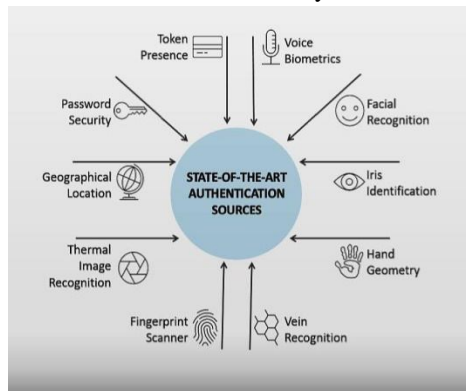 Token
Presence
Voice
Biometrics
Password
Security
Facial
Recognition
Geographical
Location
STATE-OF-THE-ART
AUTHENTICATION
SOURCES
Iris
Identification
Thermal
Image
Recognition
Hand
Geometry
Fingerprint
Scanner
Vein
Recognition